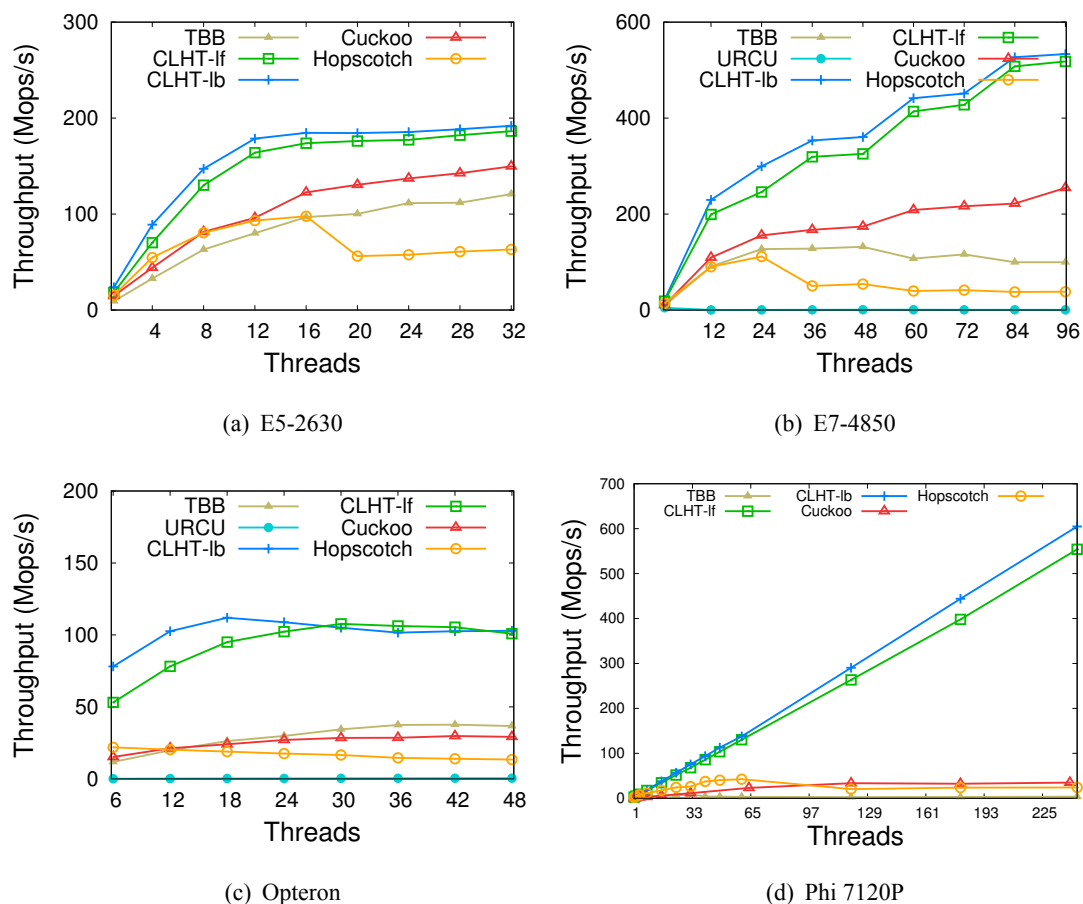 300
200
100
0
Throughput (Mops/s)
TBB
CLHT-lf
CLHT-lb
Cuckoo
Hopscotch
4 8 12 16 20 24 28 32
Threads
(a) E5-2630
600
400
200
0
Throughput (Mops/s)
TBB
URCU
CLHT-lb
CLHT-lf
Cuckoo
Hopscotch
12 24 36 48 60 72 84 96
Threads
(b) E7-4850
200
150
100
50
0
Throughput (Mops/s)
TBB
URCU
CLHT-lb
CLHT-lf
Cuckoo
Hopscotch
6 12 18 24 30 36 42 48
Threads
(c) Opteron
700
600
500
400
300
200
100
0
Throughput (Mops/s)
TBB
CLHT-lf
CLHT-lb
Cuckoo
Hopscotch
1 33 65 97 129 161 193 225
Threads
(d) Phi 7120P